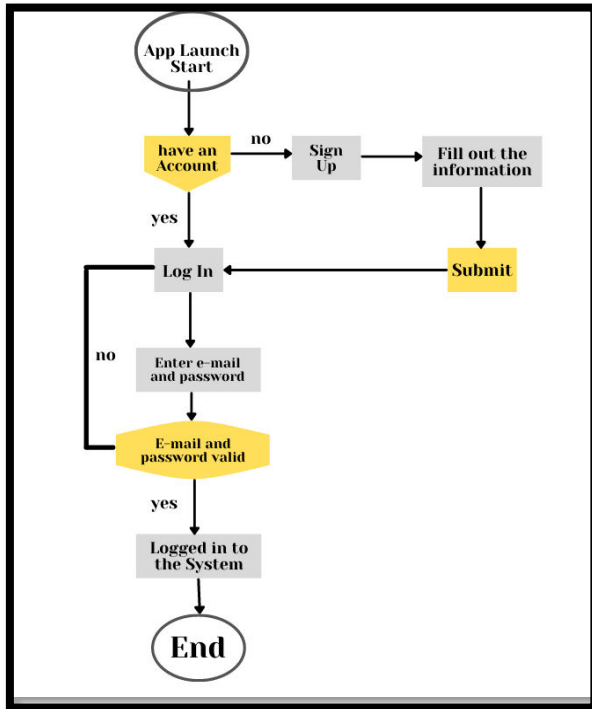 App Launch
Start
have an
Account
no
Sign
Up
Fill out the
information
yes
Log In
Submit
no
Enter e-mail
and password
E-mail and
password valid
yes
Logged in to
the System
End